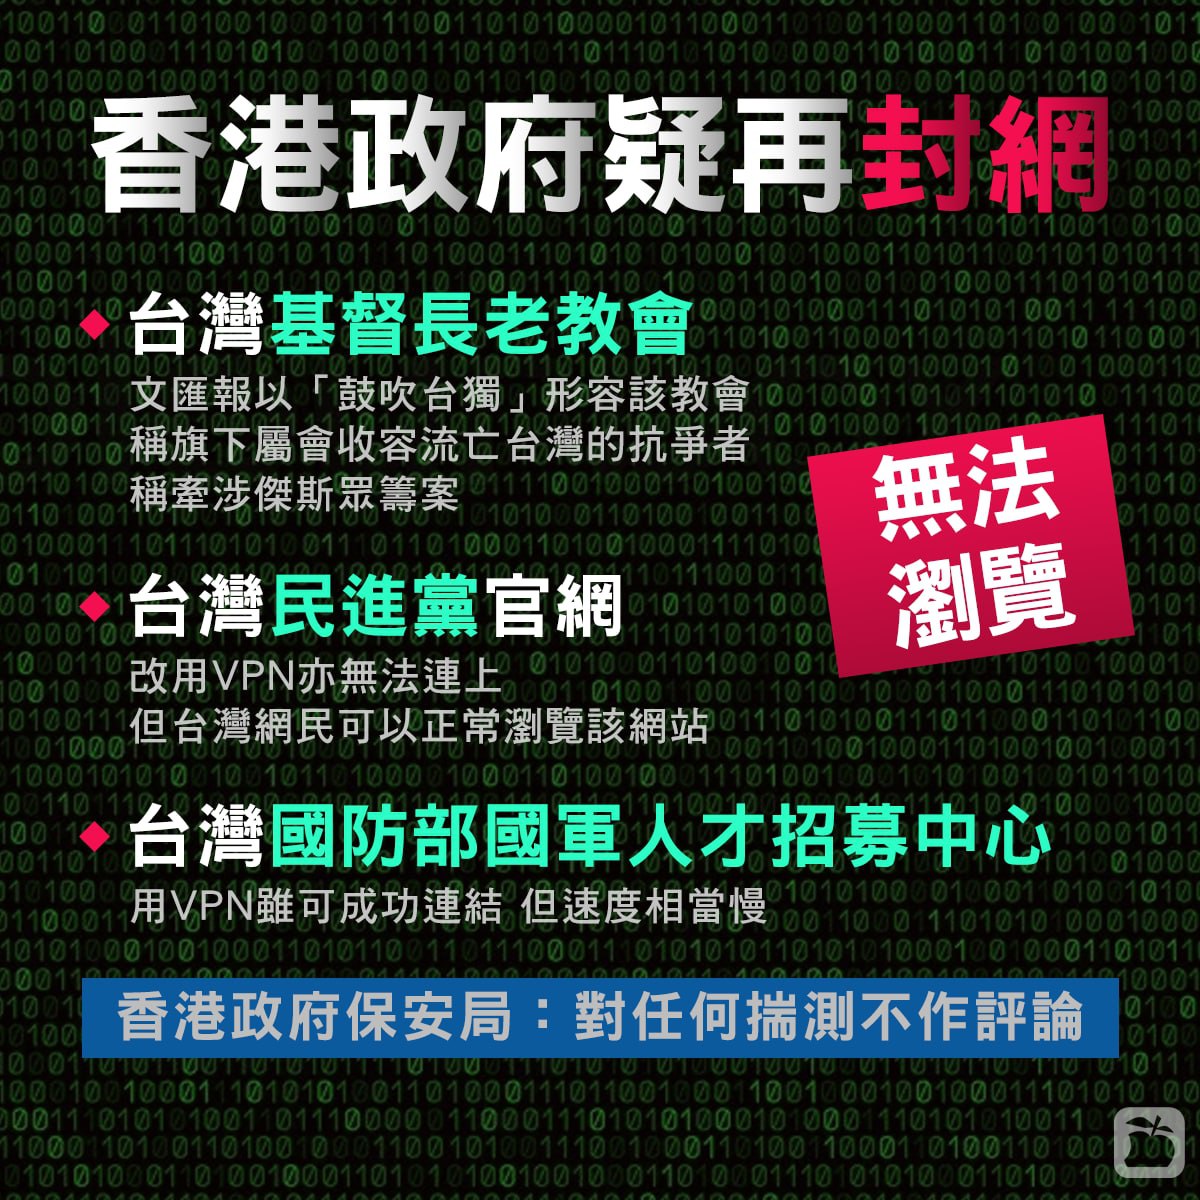 香港政府疑再封網
台灣基督長老教會
文匯報以「鼓吹台獨」形容該教會
稱旗下屬會收容流亡台灣的抗爭者
稱牽涉傑斯眾籌案
無法
瀏覽
台灣民進黨官網
改用VPN亦無法連上
但台灣網民可以正常瀏覽該網站
台灣國防部國軍人才招募中心
用VPN雖可成功連結 但速度相當慢
香港政府保安局：對任何揣測不作評論